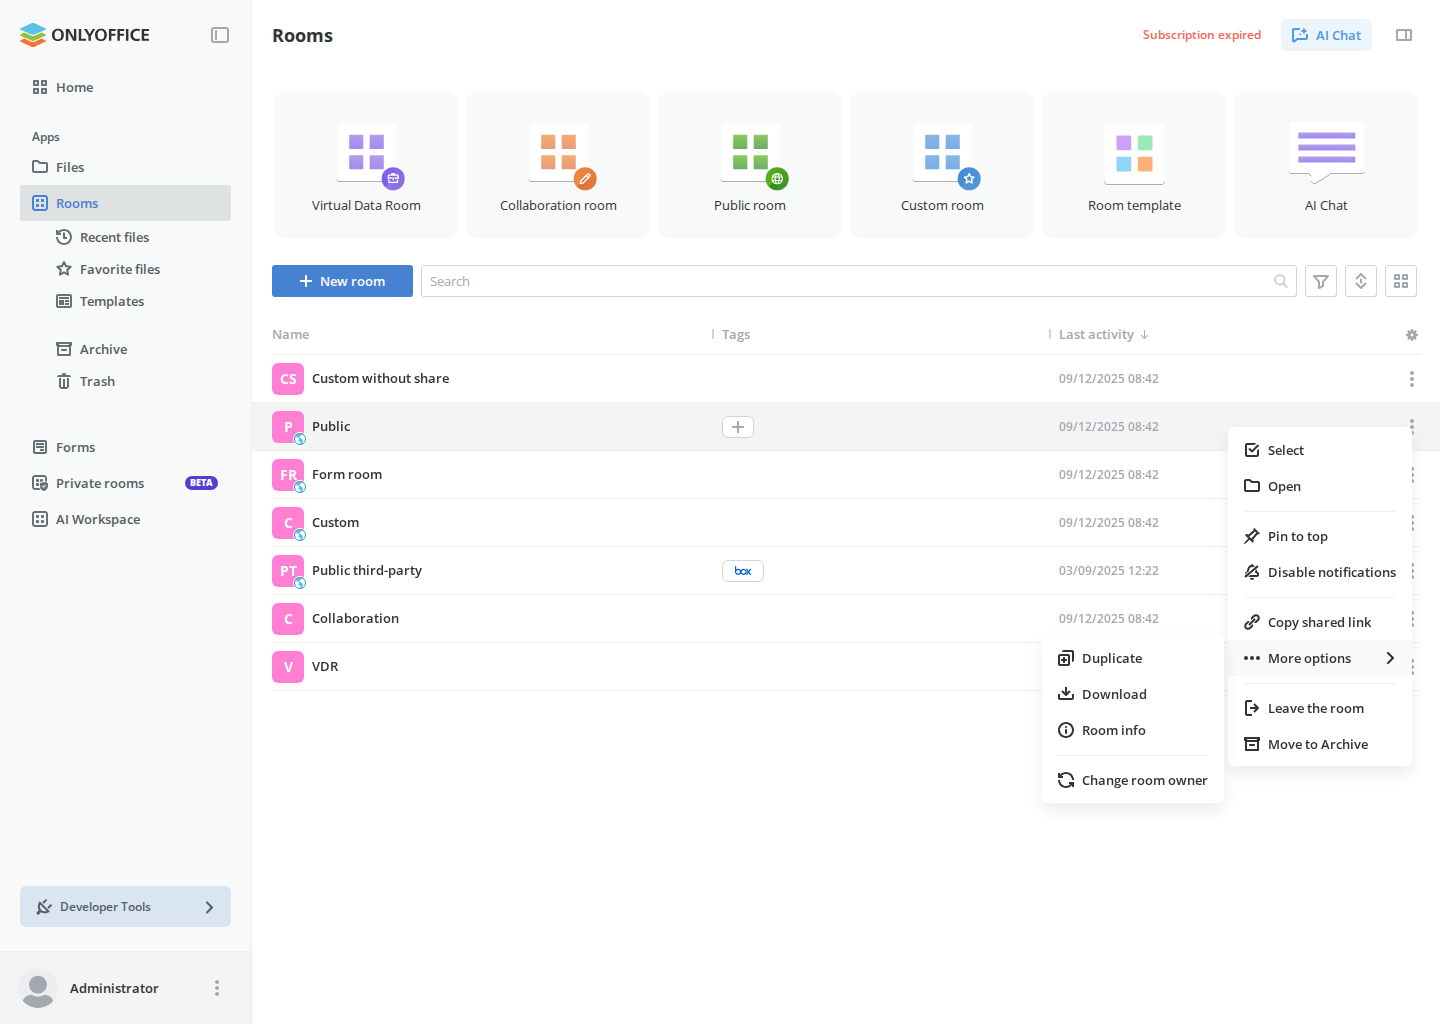 ONLYOFFICE
Rooms
Subscription expired
AI Chat
Home
Apps
Files
Rooms
Recent files
Favorite files
Templates
Archive
Trash
Forms
Private rooms
BETA
AI Workspace
Developer Tools
Administrator
Virtual Data Room
Collaboration room
Public room
Custom room
Room template
AI Chat
New room
Search
Name
Tags
Last activity
CS
Custom without share
09/12/2025 08:42
P
Public
09/12/2025 08:42
FR
Form room
09/12/2025 08:42
C
Custom
09/12/2025 08:42
PT
Public third-party
box
03/09/2025 12:22
C
Collaboration
09/12/2025 08:42
V
VDR
Select
Open
Pin to top
Disable notifications
Copy shared link
More options
Leave the room
Move to Archive
Duplicate
Download
Room info
Change room owner